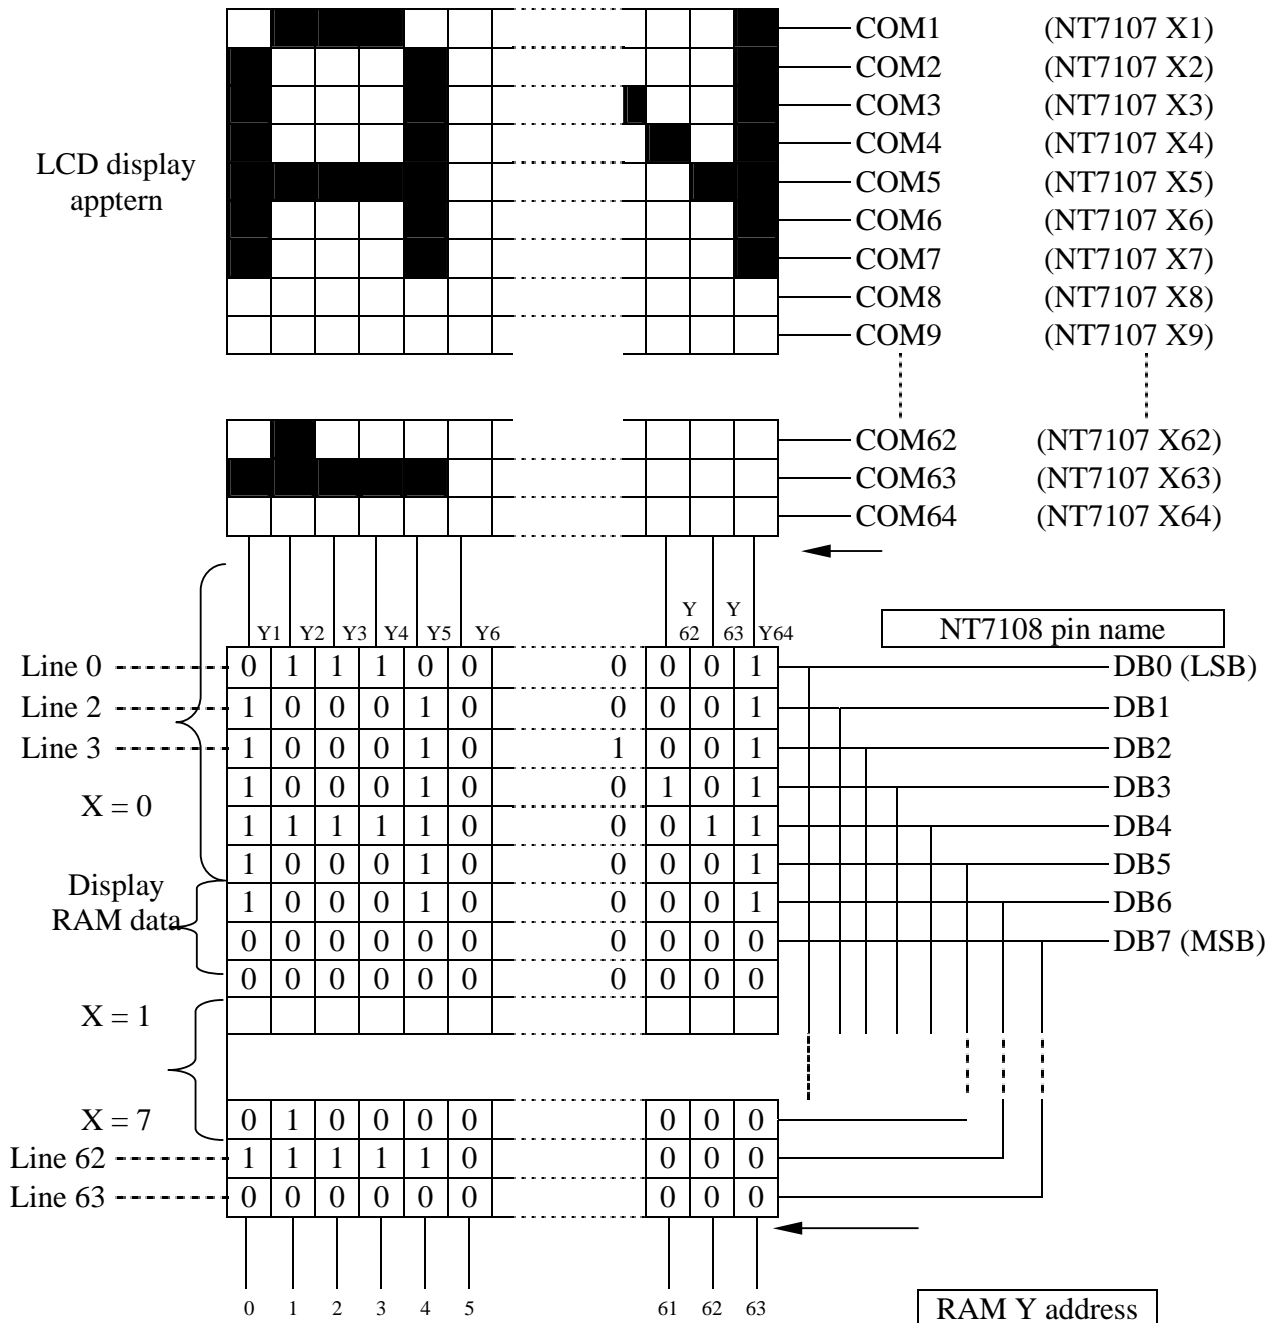 COM1 (NT7107 X1)
COM2 (NT7107 X2)
COM3 (NT7107 X3)
COM4 (NT7107 X4)
LCD display
apptern
COM5 (NT7107 X5)
COM6 (NT7107 X6)
COM7 (NT7107 X7)
COM8 (NT7107 X8)
COM9 (NT7107 X9)
COM62 (NT7107 X62)
COM63 (NT7107 X63)
COM64 (NT7107 X64)
Y1 Y2 Y3 Y4 Y5 Y6 Y 62 Y 63 Y64
NT7108 pin name
Line 0 0 1 1 1 0 0 0 0 0 1 DB0 (LSB)
Line 2 1 0 0 0 1 0 0 0 0 1 DB1
Line 3 1 0 0 0 1 0 1 0 0 1 DB2
1 0 0 0 1 0 0 1 0 1 DB3
X = 0
1 1 1 1 1 0 0 0 1 1 DB4
1 0 0 0 1 0 0 0 0 1 DB5
Display
RAM data
1 0 0 0 1 0 0 0 0 1 DB6
0 0 0 0 0 0 0 0 0 0 DB7 (MSB)
0 0 0 0 0 0 0 0 0 0
X = 1
X = 7 0 1 0 0 0 0 0 0 0
Line 62 1 1 1 1 1 0 0 0 0
Line 63 0 0 0 0 0 0 0 0 0
0 1 2 3 4 5 61 62 63
RAM Y address